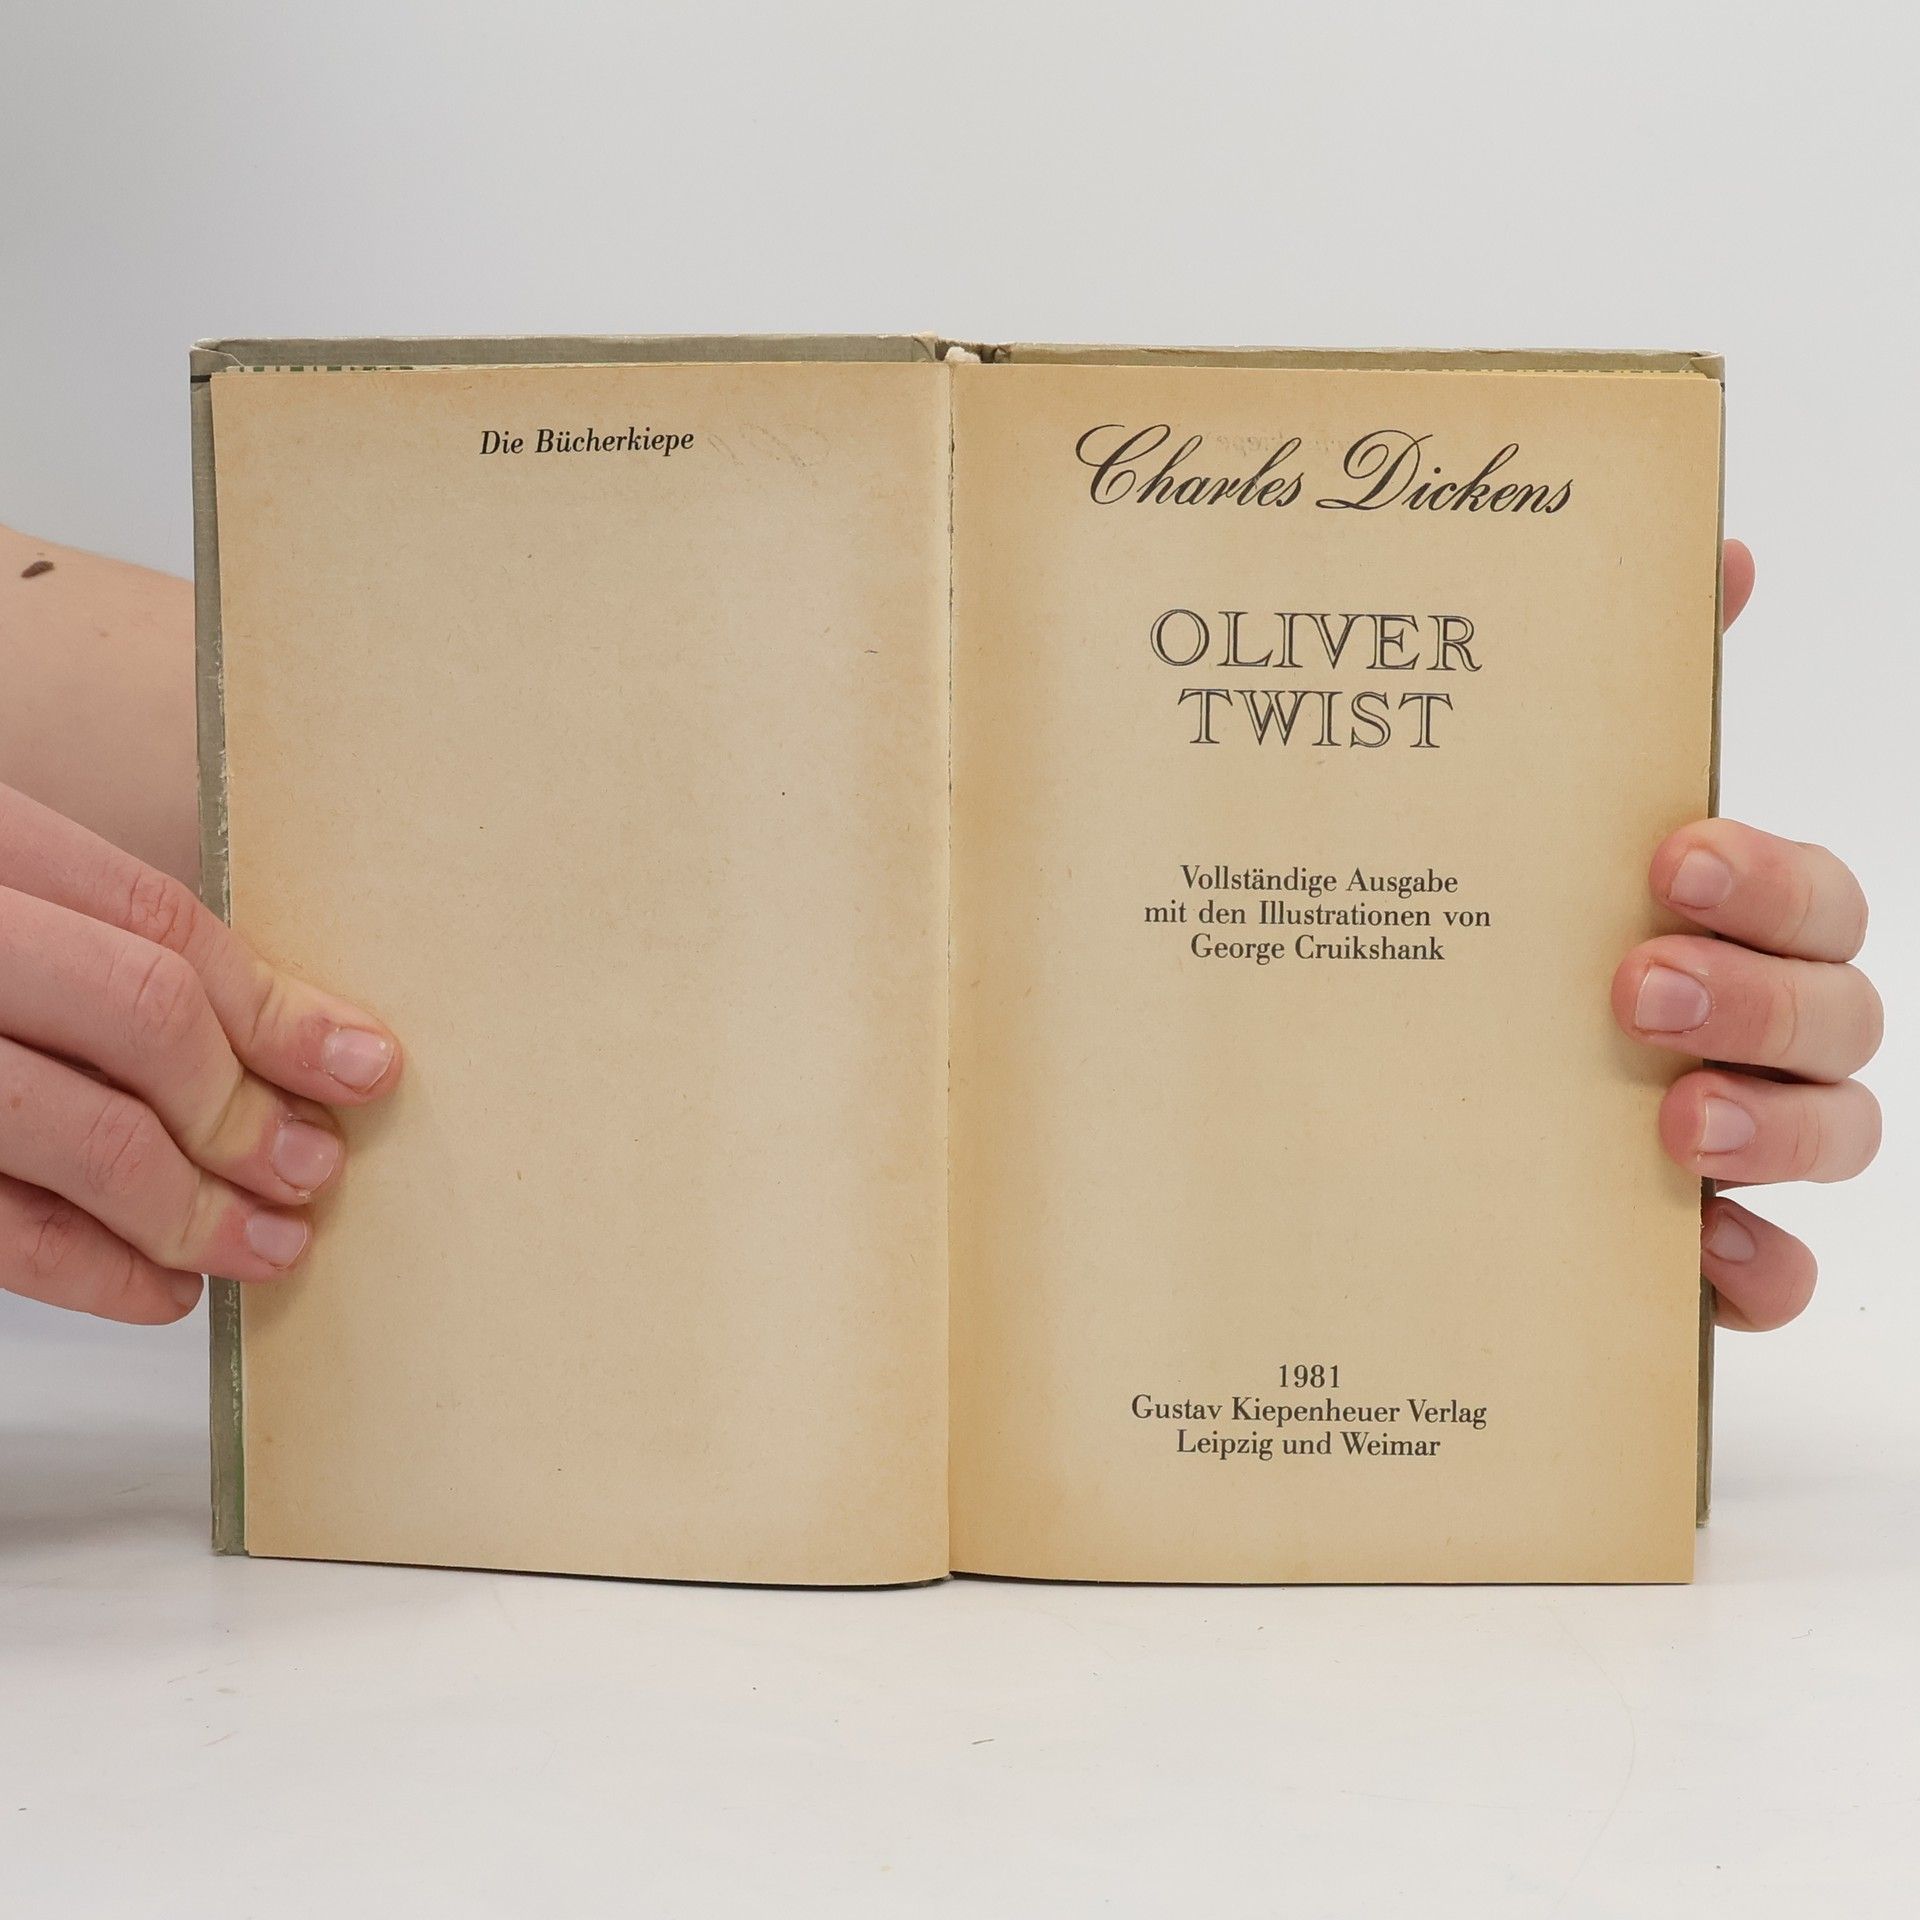 Die Bücherkiepe
Charles Dickens
OLIVER
TWIST
Vollständige Ausgabe
mit den Illustrationen von
George Cruikshank
1981
Gustav Kiepenheuer Verlag
Leipzig und Weimar